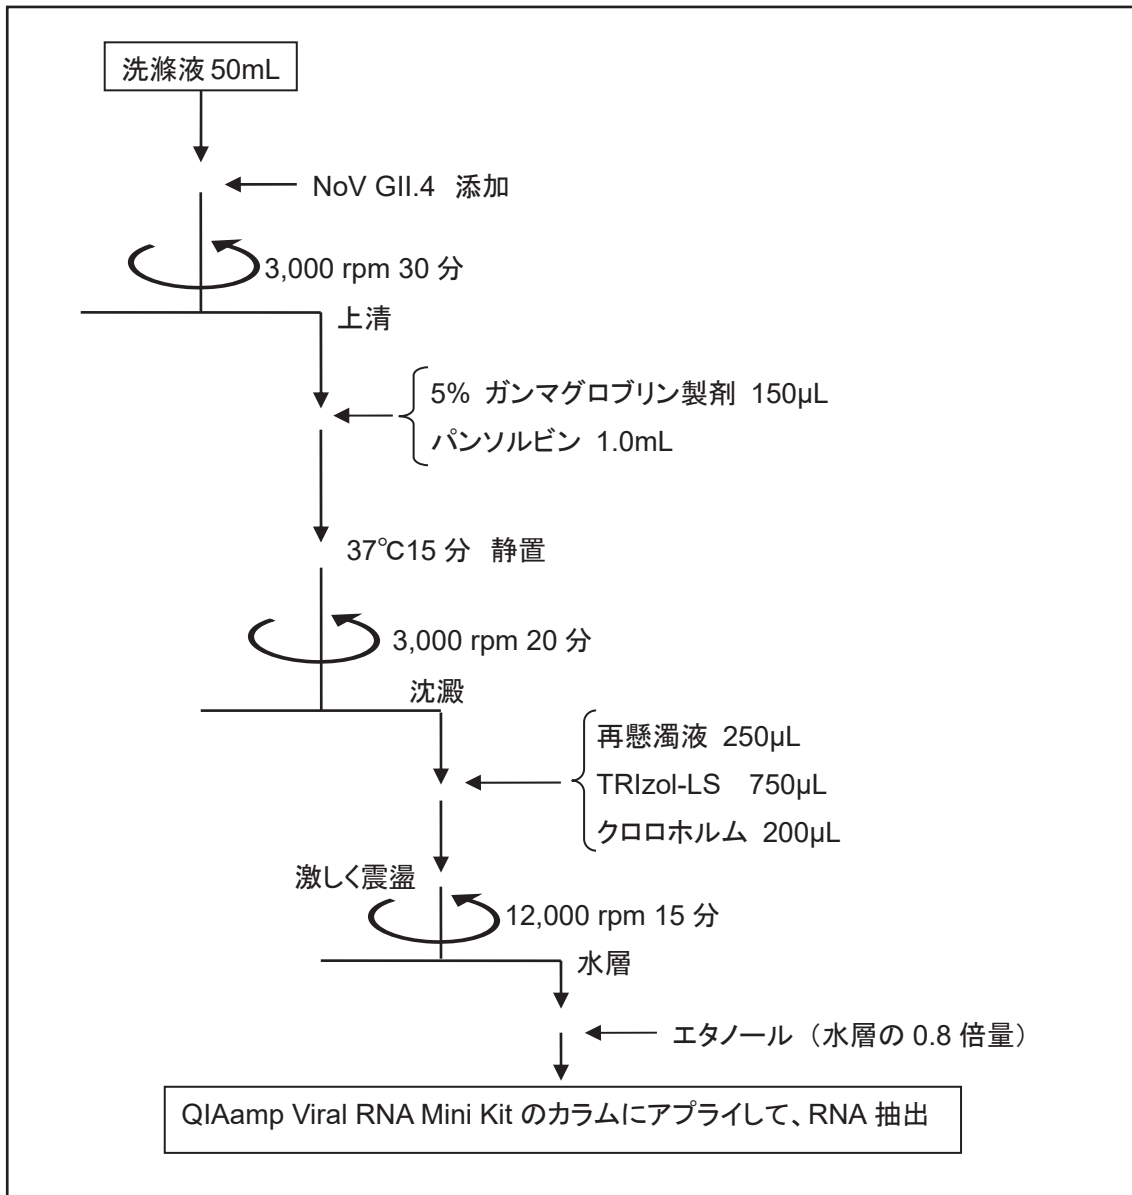 洗滌液 50mL
NoV GII.4 添加
3,000 rpm 30 分
上清
5% ガンマグロブリン製剤 150µL
パンソルビン 1.0mL
37℃15 分 静置
3,000 rpm 20 分
沈澱
再懸濁液 250µL
TRIzol-LS 750µL
クロロホルム 200µL
激しく震盪
12,000 rpm 15 分
水層
エタノール（水層の 0.8 倍量）
QIAamp Viral RNA Mini Kit のカラムにアプライして、RNA 抽出